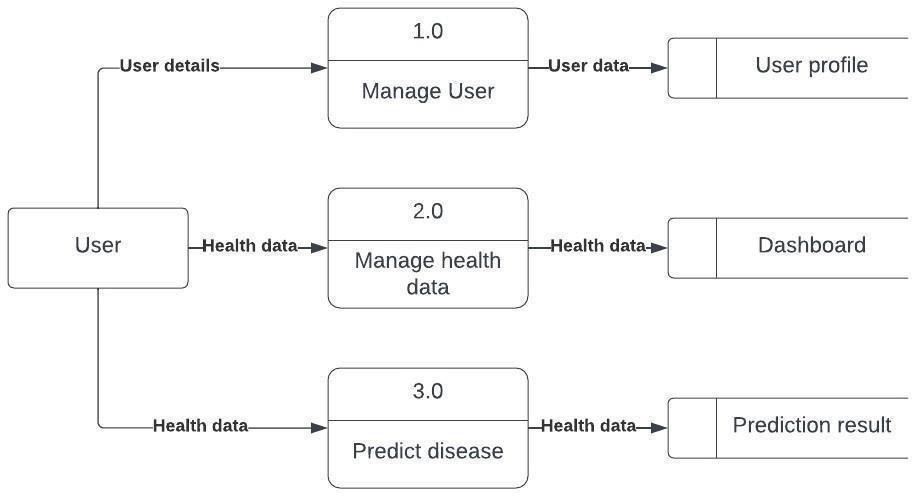 1.0
User details
Manage User
User data
User profile
User
Health data
2.0
Manage health
data
Health data
Dashboard
Health data
3.0
Predict disease
Health data
Prediction result